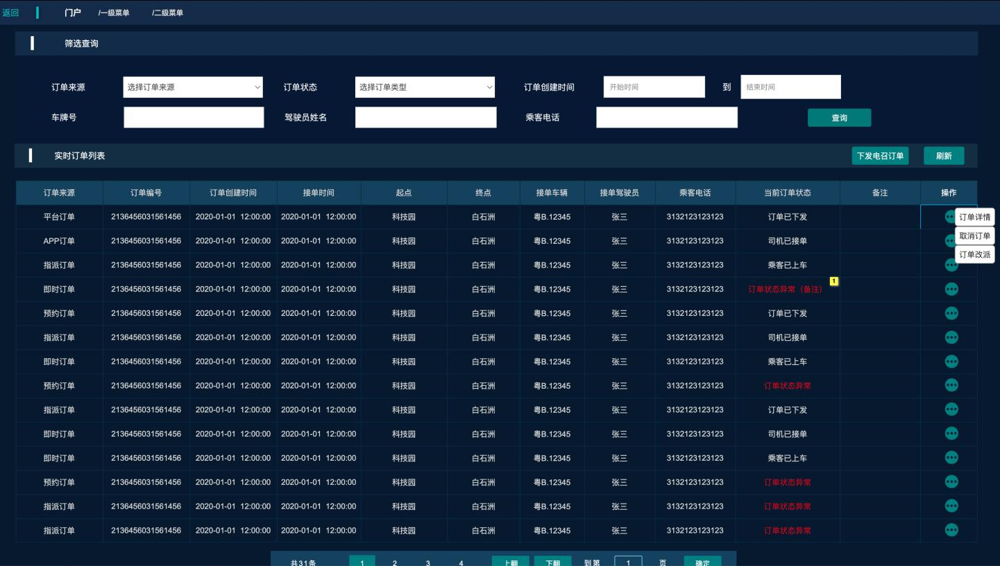 返回 门户 /一级菜单 /二级菜单
筛选查询
订单来源 选择订单来源 订单状态 选择订单类型 订单创建时间 开始时间 到 结束时间
车牌号 驾驶员姓名 乘客电话 查询
实时订单列表 下发电召订单 刷新
订单来源 订单编号 订单创建时间 接单时间 起点 终点 接单车辆 接单驾驶员 乘客电话 当前订单状态 备注 操作
平台订单 2136456031561456 2020-01-01 12:00:00 2020-01-01 12:00:00 科技园 白石洲 粤B.12345 张三 3132123123123 订单已下发 订单详情
取消订单
APP订单 2136456031561456 2020-01-01 12:00:00 2020-01-01 12:00:00 科技园 白石洲 粤B.12345 张三 3132123123123 司机已接单
订单改派
指派订单 2136456031561456 2020-01-01 12:00:00 2020-01-01 12:00:00 科技园 白石洲 粤B.12345 张三 3132123123123 乘客已上车
即时订单 2136456031561456 2020-01-01 12:00:00 2020-01-01 12:00:00 科技园 白石洲 粤B.12345 张三 3132123123123 订单状态异常（备注） 1
预约订单 2136456031561456 2020-01-01 12:00:00 2020-01-01 12:00:00 科技园 白石洲 粤B.12345 张三 3132123123123 订单已下发
指派订单 2136456031561456 2020-01-01 12:00:00 2020-01-01 12:00:00 科技园 白石洲 粤B.12345 张三 3132123123123 司机已接单
即时订单 2136456031561456 2020-01-01 12:00:00 2020-01-01 12:00:00 科技园 白石洲 粤B.12345 张三 3132123123123 乘客已上车
预约订单 2136456031561456 2020-01-01 12:00:00 2020-01-01 12:00:00 科技园 白石洲 粤B.12345 张三 3132123123123 订单状态异常
指派订单 2136456031561456 2020-01-01 12:00:00 2020-01-01 12:00:00 科技园 白石洲 粤B.12345 张三 3132123123123 订单已下发
即时订单 2136456031561456 2020-01-01 12:00:00 2020-01-01 12:00:00 科技园 白石洲 粤B.12345 张三 3132123123123 司机已接单
即时订单 2136456031561456 2020-01-01 12:00:00 2020-01-01 12:00:00 科技园 白石洲 粤B.12345 张三 3132123123123 乘客已上车
预约订单 2136456031561456 2020-01-01 12:00:00 2020-01-01 12:00:00 科技园 白石洲 粤B.12345 张三 3132123123123 订单状态异常
指派订单 2136456031561456 2020-01-01 12:00:00 2020-01-01 12:00:00 科技园 白石洲 粤B.12345 张三 3132123123123 订单状态异常
指派订单 2136456031561456 2020-01-01 12:00:00 2020-01-01 12:00:00 科技园 白石洲 粤B.12345 张三 3132123123123 订单状态异常
共31条 1 2 3 4 上翻 下翻 到第 1 页 确定